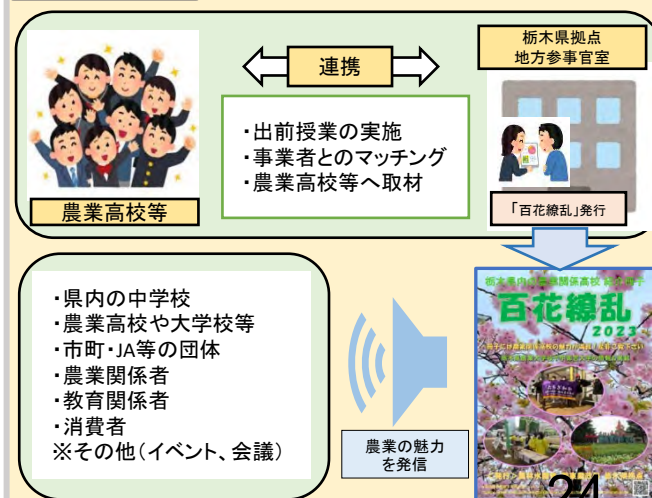 連携
栃木県拠点
地方参事官室
・出前授業の実施
・事業者とのマッチング
・農業高校等へ取材
農業高校等
「百花繚乱」発行
・県内の中学校
・農業高校や大学校等
・市町・JA等の団体
・農業関係者
・教育関係者
・消費者
※その他（イベント、会議）
農業の魅力
を発信
百花繚乱
2023
24